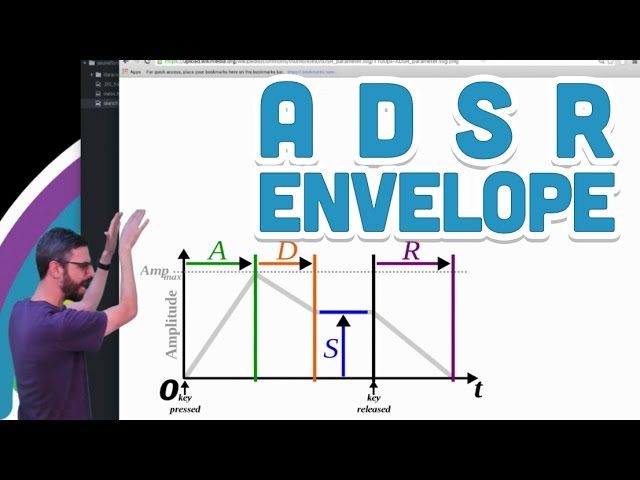 For quick access, place your bookmarks here on the bookmarks bar. Import bookmarks now...
A D S R
ENVELOPE
A D R
Amp max
Amplitude
S
0 t
key pressed
key released